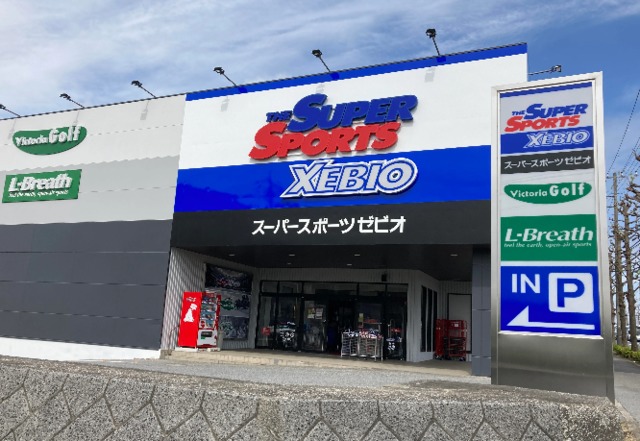 Victoria Golf
L-Breath
feel the earth, open-air sports
THE SUPER
SPORTS
XEBIO
スーパースポーツゼビオ
THE SUPER
SPORTS
XEBIO
スーパースポーツゼビオ
Victoria Golf
L-Breath
feel the earth, open-air sports
IN P